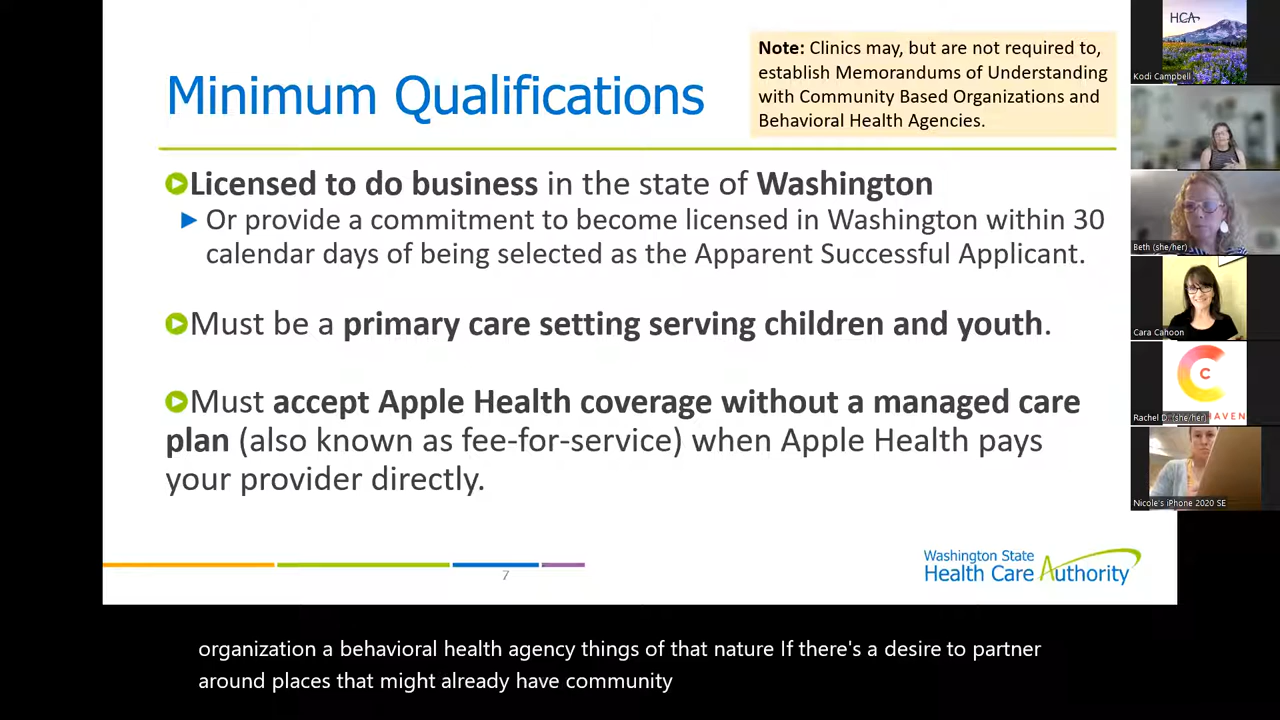 Minimum Qualifications
Note: Clinics may, but are not required to,
establish Memorandums of Understanding
with Community Based Organizations and
Behavioral Health Agencies.
Licensed to do business in the state of Washington
Or provide a commitment to become licensed in Washington within 30
calendar days of being selected as the Apparent Successful Applicant.
Must be a primary care setting serving children and youth.
Must accept Apple Health coverage without a managed care
plan (also known as fee-for-service) when Apple Health pays
your provider directly.
7
Washington State
Health Care Authority
HCA
Kodi Campbell
Beth (she/her)
Cara Cahoon
C
HAVEN
Rachel D. (she/her)
Nicole's iPhone 2020 SE
organization a behavioral health agency things of that nature If there's a desire to partner
around places that might already have community